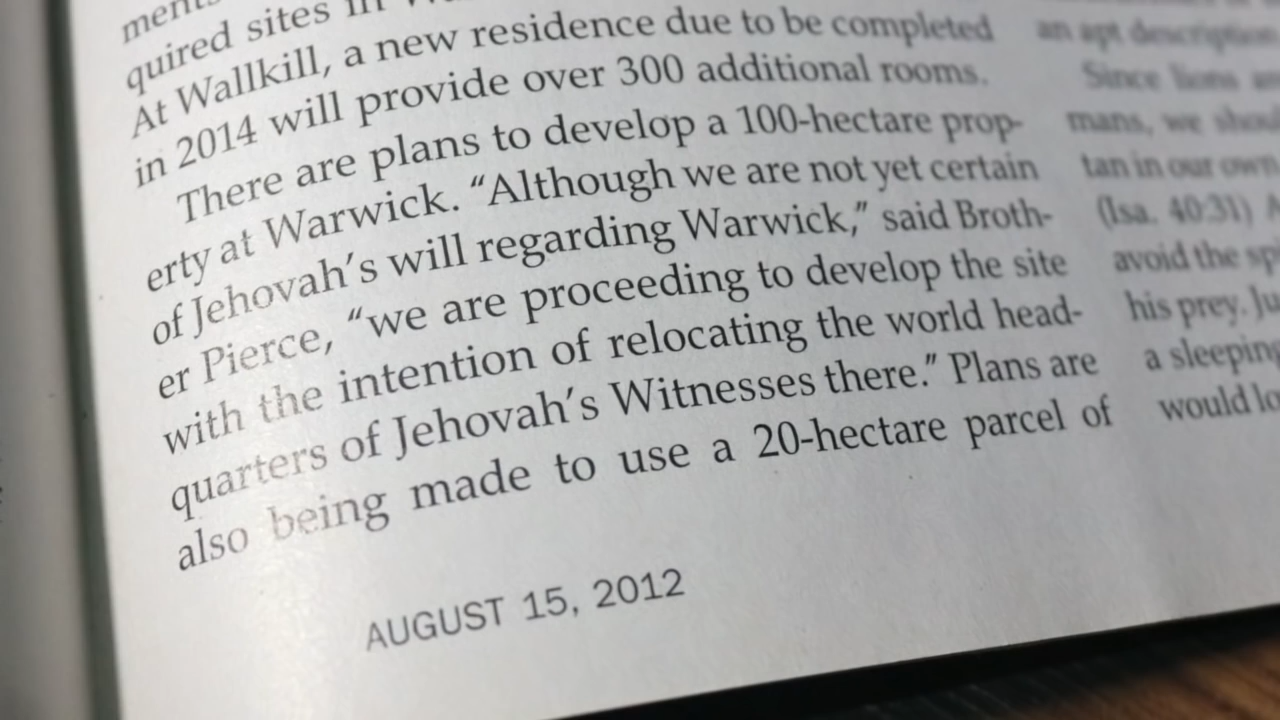 quired sites in
At Wallkill, a new residence due to be completed
in 2014 will provide over 300 additional rooms.
There are plans to develop a 100-hectare prop-
erty at Warwick. “Although we are not yet certain
of Jehovah’s will regarding Warwick,” said Broth-
er Pierce, “we are proceeding to develop the site
with the intention of relocating the world head-
quarters of Jehovah’s Witnesses there.” Plans are
also being made to use a 20-hectare parcel of
AUGUST 15, 2012
an apt description
Since lions
mans, we
tan in our own
(Isa. 40:31)
avoid the
his prey.
a sleeping
would